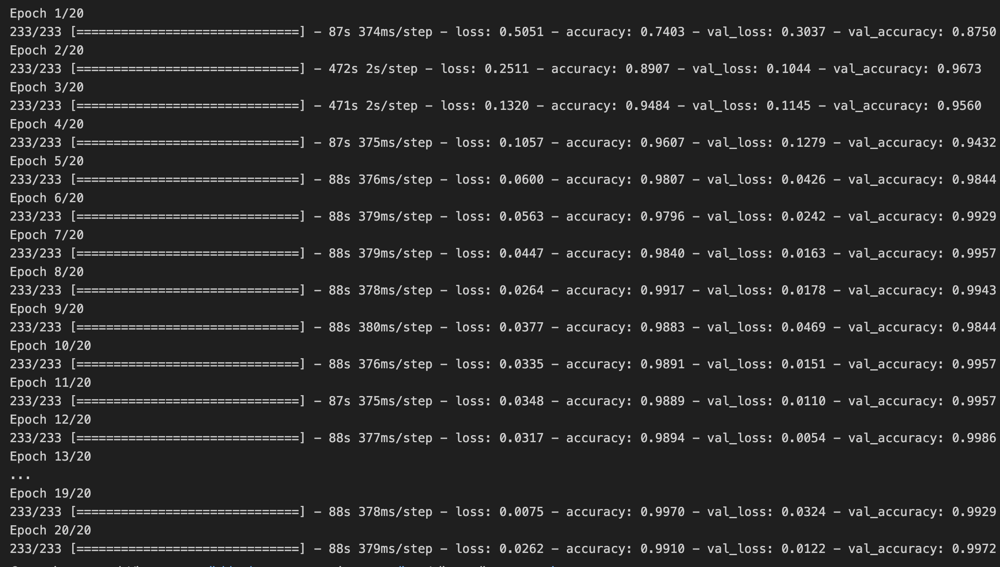 Epoch 1/20
233/233 [==============================] - 87s 374ms/step - loss: 0.5051 - accuracy: 0.7403 - val_loss: 0.3037 - val_accuracy: 0.8750
Epoch 2/20
233/233 [==============================] - 472s 2s/step - loss: 0.2511 - accuracy: 0.8907 - val_loss: 0.1044 - val_accuracy: 0.9673
Epoch 3/20
233/233 [==============================] - 471s 2s/step - loss: 0.1320 - accuracy: 0.9484 - val_loss: 0.1145 - val_accuracy: 0.9560
Epoch 4/20
233/233 [==============================] - 87s 375ms/step - loss: 0.1057 - accuracy: 0.9607 - val_loss: 0.1279 - val_accuracy: 0.9432
Epoch 5/20
233/233 [==============================] - 88s 376ms/step - loss: 0.0600 - accuracy: 0.9807 - val_loss: 0.0426 - val_accuracy: 0.9844
Epoch 6/20
233/233 [==============================] - 88s 379ms/step - loss: 0.0563 - accuracy: 0.9796 - val_loss: 0.0242 - val_accuracy: 0.9929
Epoch 7/20
233/233 [==============================] - 88s 379ms/step - loss: 0.0447 - accuracy: 0.9840 - val_loss: 0.0163 - val_accuracy: 0.9957
Epoch 8/20
233/233 [==============================] - 88s 378ms/step - loss: 0.0264 - accuracy: 0.9917 - val_loss: 0.0178 - val_accuracy: 0.9943
Epoch 9/20
233/233 [==============================] - 88s 380ms/step - loss: 0.0377 - accuracy: 0.9883 - val_loss: 0.0469 - val_accuracy: 0.9844
Epoch 10/20
233/233 [==============================] - 88s 376ms/step - loss: 0.0335 - accuracy: 0.9891 - val_loss: 0.0151 - val_accuracy: 0.9957
Epoch 11/20
233/233 [==============================] - 87s 375ms/step - loss: 0.0348 - accuracy: 0.9889 - val_loss: 0.0110 - val_accuracy: 0.9957
Epoch 12/20
233/233 [==============================] - 88s 377ms/step - loss: 0.0317 - accuracy: 0.9894 - val_loss: 0.0054 - val_accuracy: 0.9986
Epoch 13/20
...
Epoch 19/20
233/233 [==============================] - 88s 378ms/step - loss: 0.0075 - accuracy: 0.9970 - val_loss: 0.0324 - val_accuracy: 0.9929
Epoch 20/20
233/233 [==============================] - 88s 379ms/step - loss: 0.0262 - accuracy: 0.9910 - val_loss: 0.0122 - val_accuracy: 0.9972